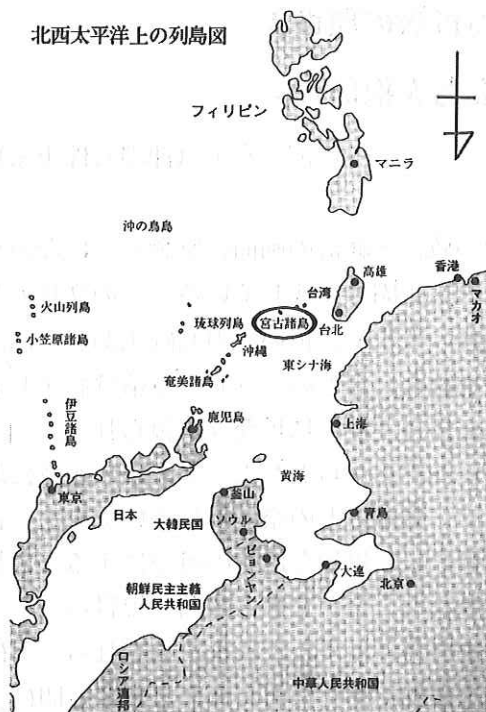 北西太平洋上の列島図
フィリピン
マニラ
沖の鳥島
高雄
香港
マカオ
台湾
火山列島
琉球列島
宮古諸島
台北
小笠原諸島
沖縄
東シナ海
奄美諸島
伊豆諸島
鹿児島
上海
黄海
東京
釜山
日本
大韓民国
ソウル
青島
ピョンヤン
大連
朝鮮民主主義
人民共和国
北京
ロシア連邦
中華人民共和国